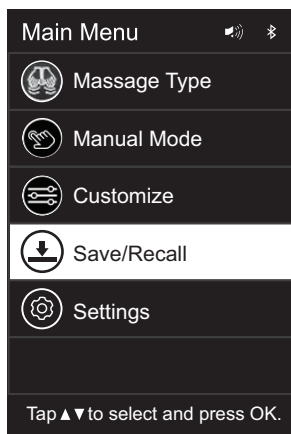 Main Menu
Massage Type
Manual Mode
Customize
Save/Recall
Settings
Tap▲▼to select and press OK.